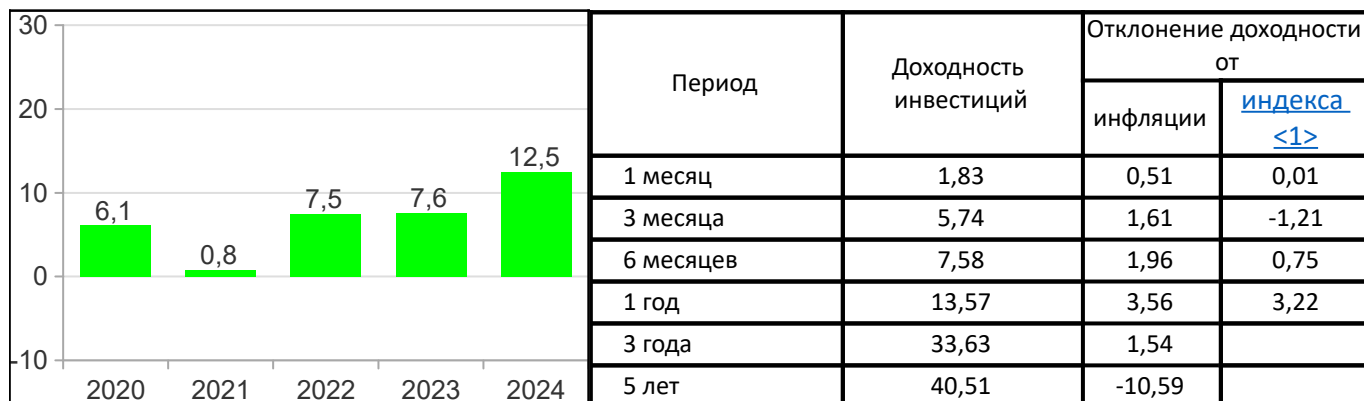 30
20
10
0
-10
6,1
0,8
7,5
7,6
12,5
2020 2021 2022 2023 2024
Период
Доходность
инвестиций
Отклонение доходности
от
инфляции
индекса
<1>
1 месяц 1,83 0,51 0,01
3 месяца 5,74 1,61 -1,21
6 месяцев 7,58 1,96 0,75
1 год 13,57 3,56 3,22
3 года 33,63 1,54
5 лет 40,51 -10,59